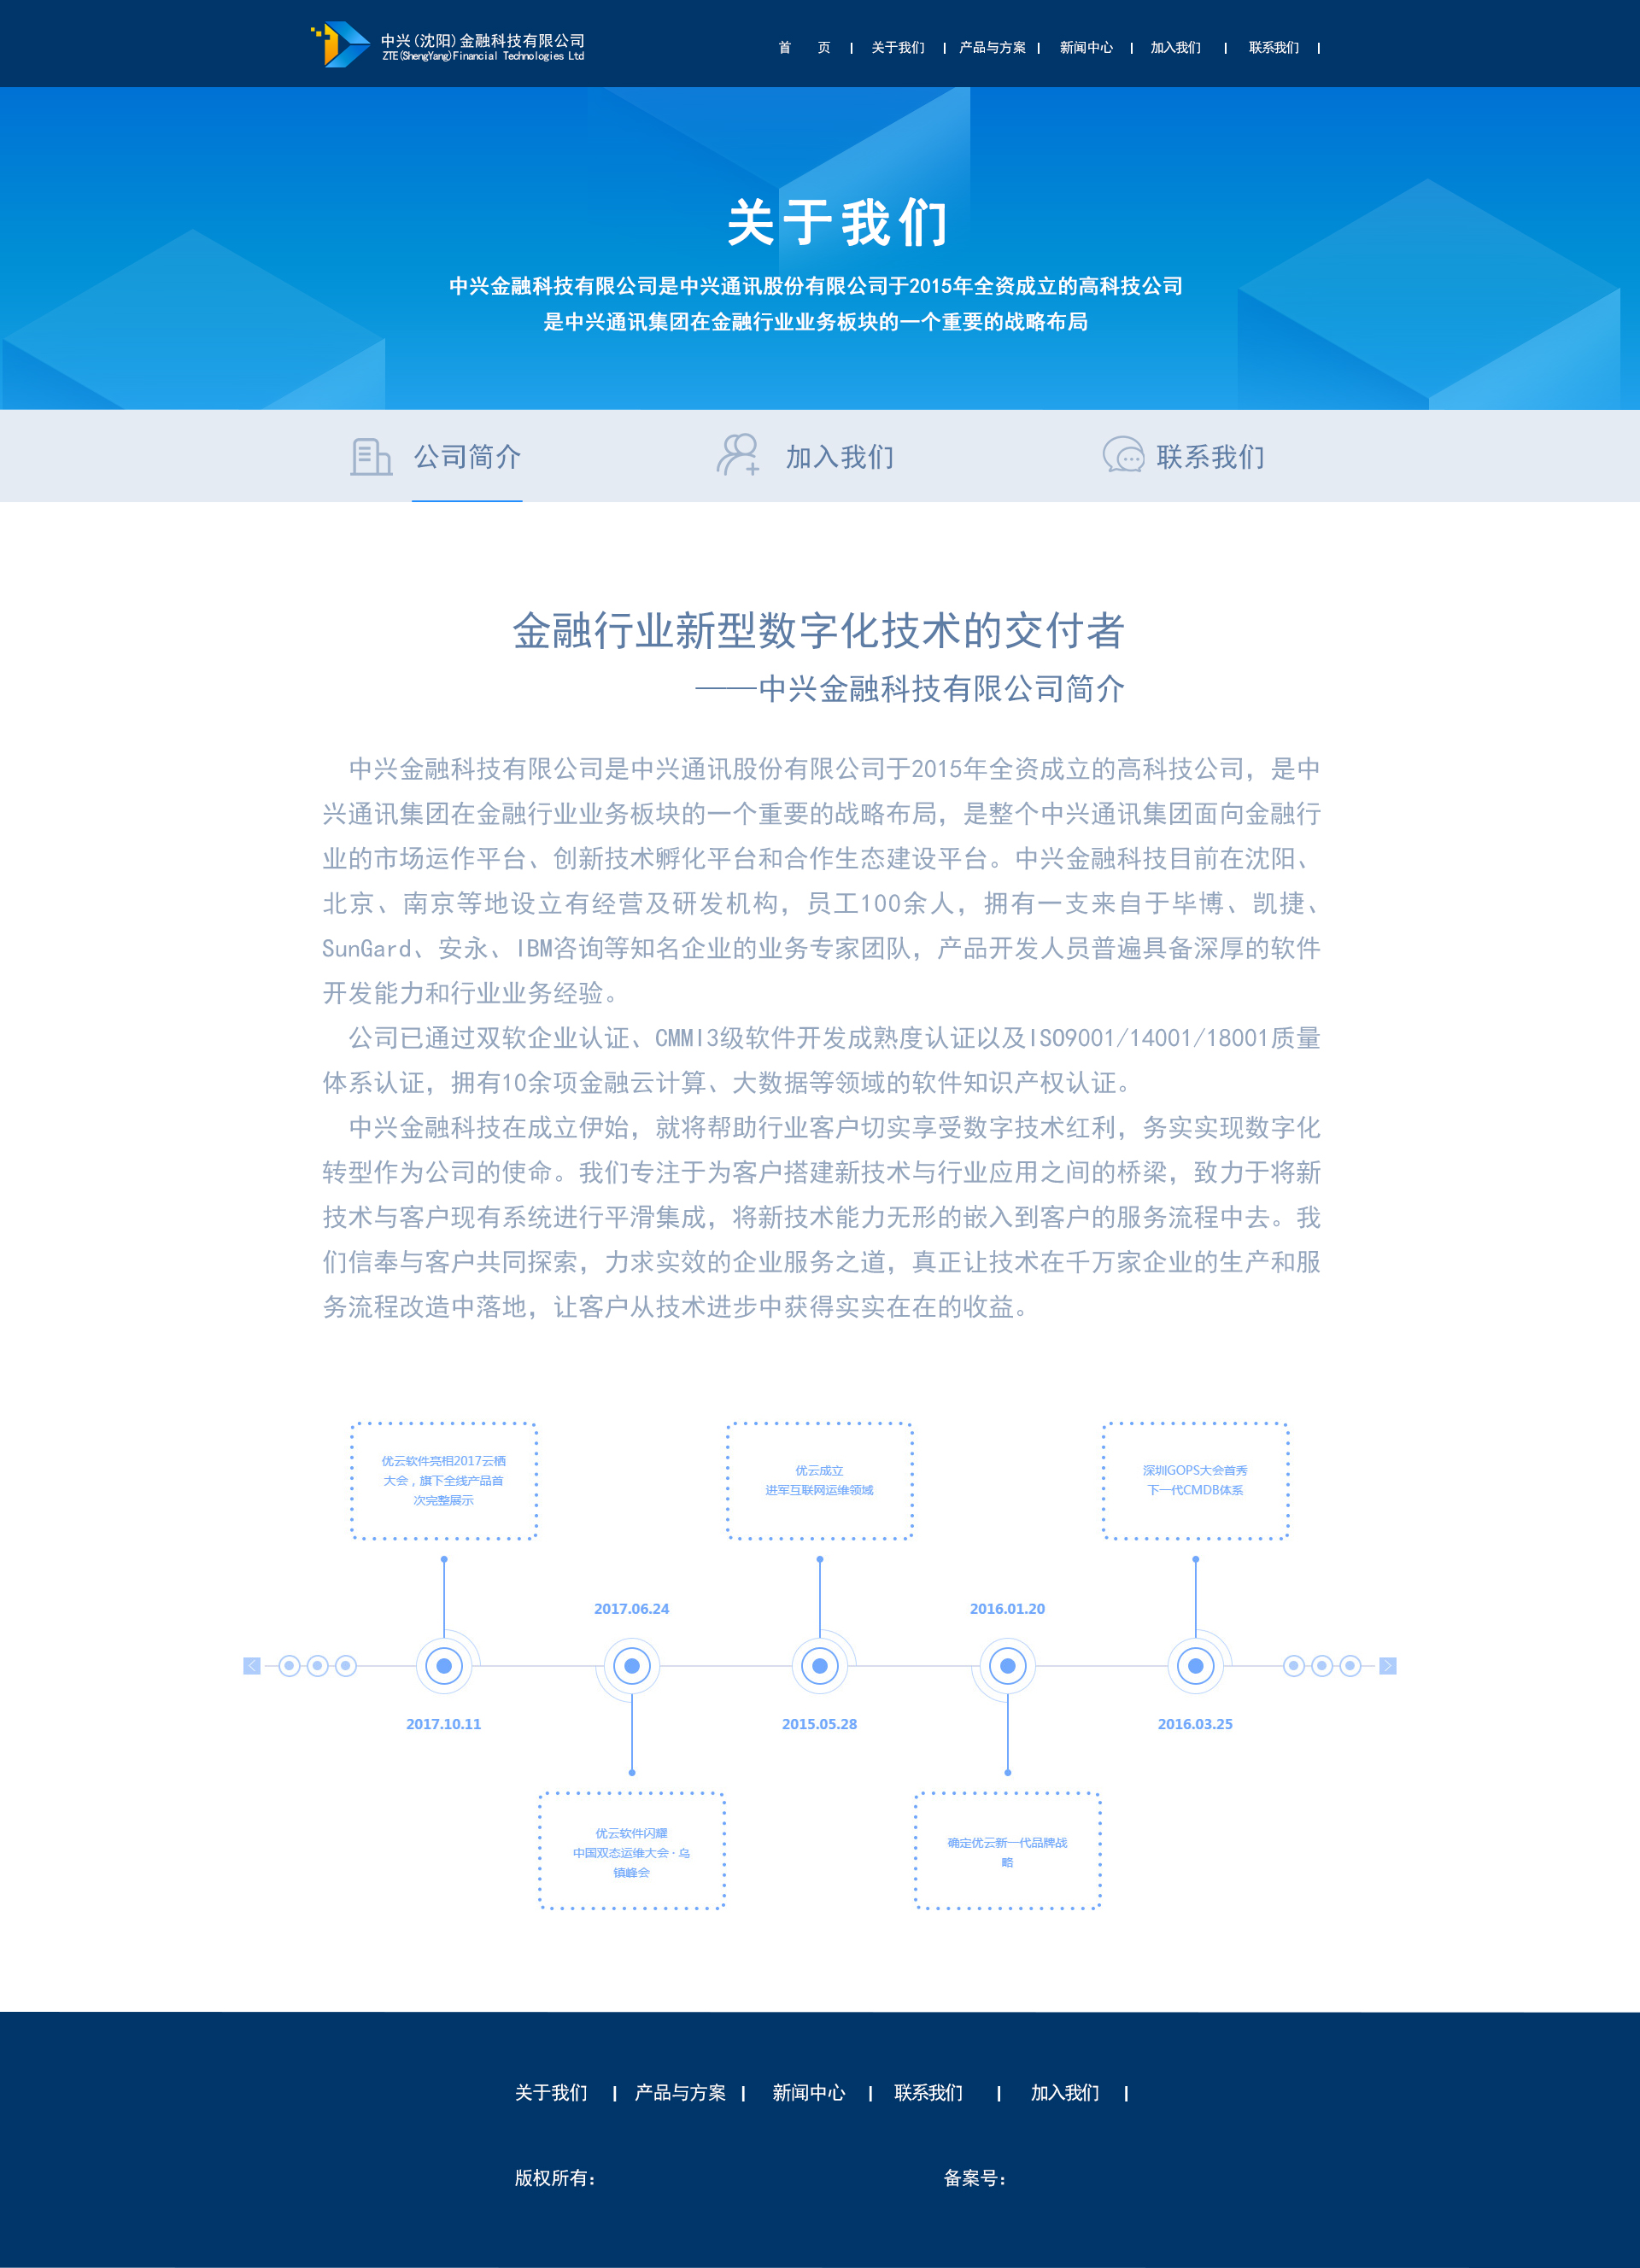 中兴(沈阳)金融科技有限公司
ZTE(ShengYang)Financial Technologies Ltd
首 页 | 关于我们 | 产品与方案 | 新闻中心 | 加入我们 | 联系我们 |
关于我们
中兴金融科技有限公司是中兴通讯股份有限公司于2015年全资成立的高科技公司
是中兴通讯集团在金融行业业务板块的一个重要的战略布局
公司简介 加入我们 联系我们
金融行业新型数字化技术的交付者
——中兴金融科技有限公司简介
中兴金融科技有限公司是中兴通讯股份有限公司于2015年全资成立的高科技公司，是中
兴通讯集团在金融行业业务板块的一个重要的战略布局，是整个中兴通讯集团面向金融行
业的市场运作平台、创新技术孵化平台和合作生态建设平台。中兴金融科技目前在沈阳、
北京、南京等地设立有经营及研发机构，员工100余人，拥有一支来自于毕博、凯捷、
SunGard、安永、IBM咨询等知名企业的业务专家团队，产品开发人员普遍具备深厚的软件
开发能力和行业业务经验。
公司已通过双软企业认证、CMMI3级软件开发成熟度认证以及ISO9001/14001/18001质量
体系认证，拥有10余项金融云计算、大数据等领域的软件知识产权认证。
中兴金融科技在成立伊始，就将帮助行业客户切实享受数字技术红利，务实实现数字化
转型作为公司的使命。我们专注于为客户搭建新技术与行业应用之间的桥梁，致力于将新
技术与客户现有系统进行平滑集成，将新技术能力无形的嵌入到客户的服务流程中去。我
们信奉与客户共同探索，力求实效的企业服务之道，真正让技术在千万家企业的生产和服
务流程改造中落地，让客户从技术进步中获得实实在在的收益。
优云软件亮相2017云栖
大会，旗下全线产品首
次完整展示
优云成立
进军互联网运维领域
深圳GOPS大会首秀
下一代CMDB体系
2017.06.24 2016.01.20
2017.10.11 2015.05.28 2016.03.25
优云软件闪耀
中国双态运维大会·乌
镇峰会
确定优云新一代品牌战
略
关于我们 | 产品与方案 | 新闻中心 | 联系我们 | 加入我们 |
版权所有： 备案号：